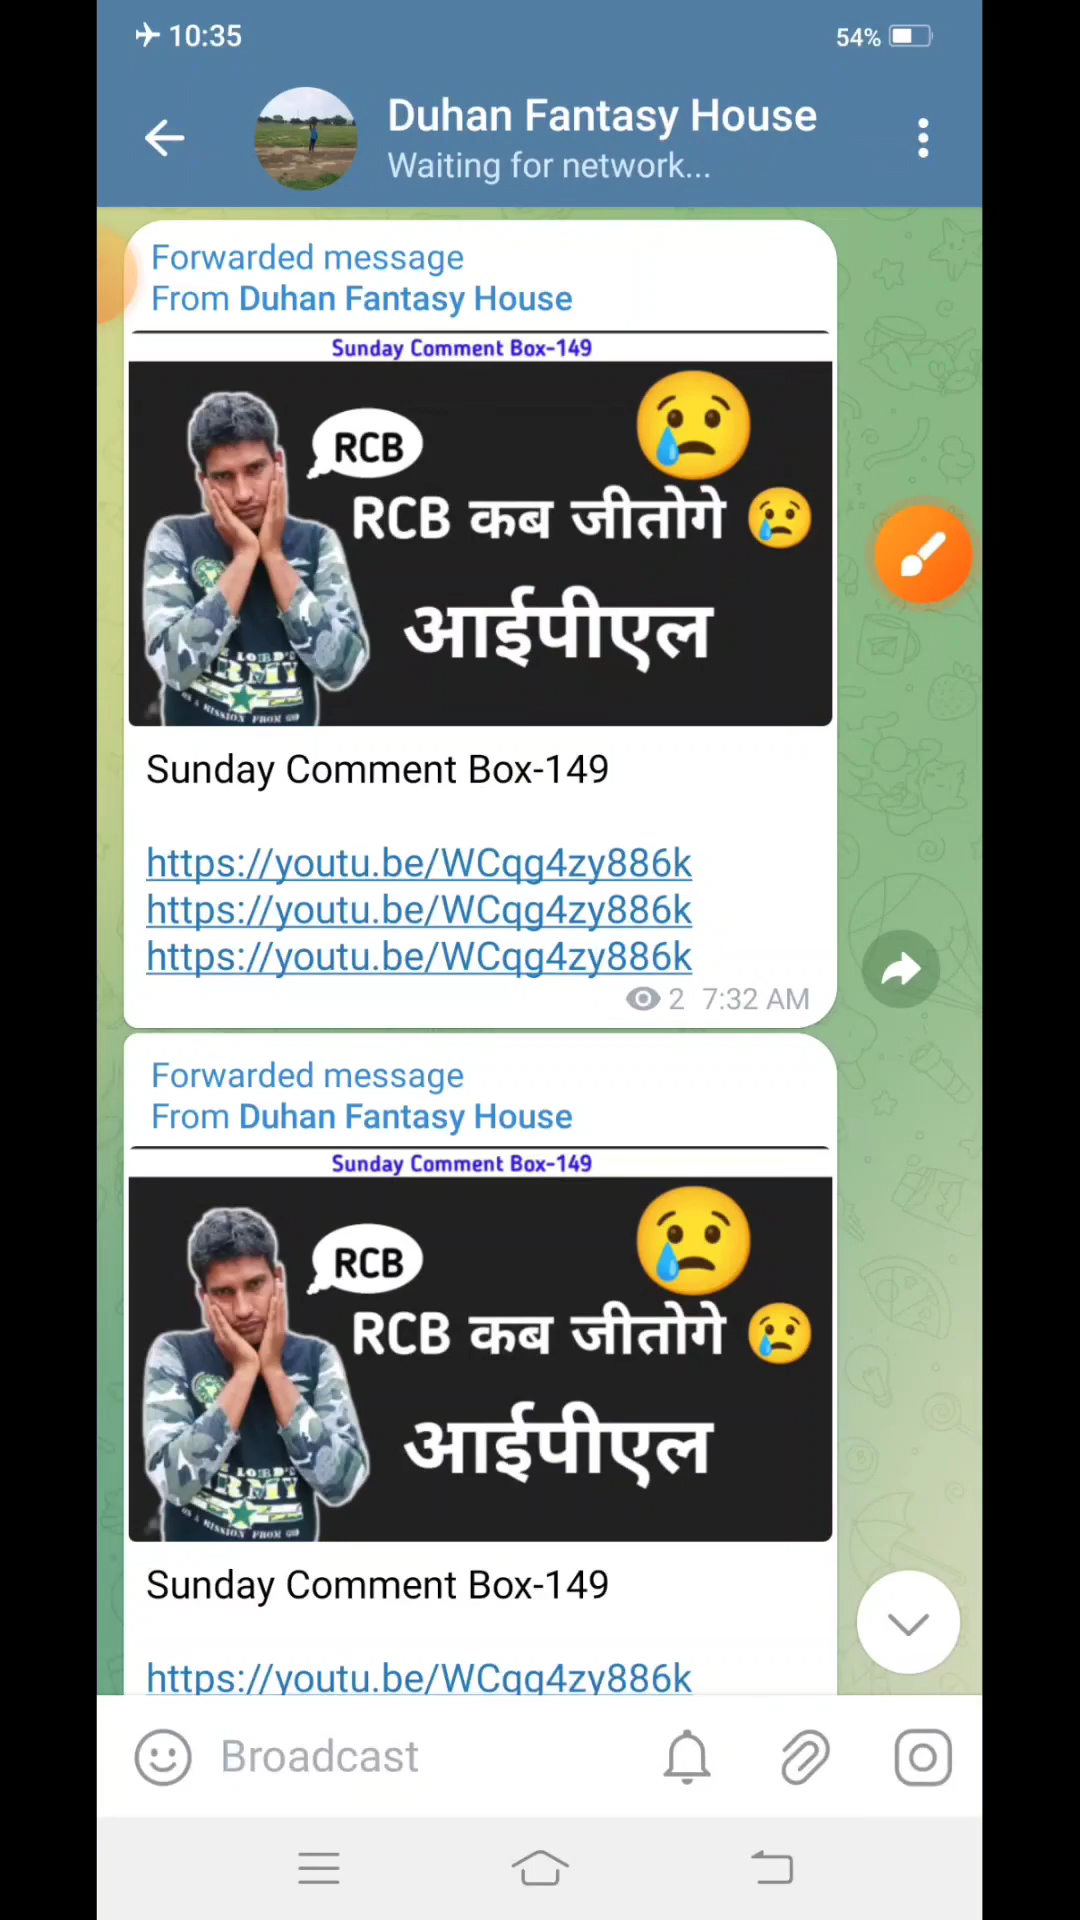 10:35
54%
Duhan Fantasy House
Waiting for network...
Forwarded message
From Duhan Fantasy House
Sunday Comment Box-149
RCB
RCB कब जीतोगे 😢
आईपीएल
Sunday Comment Box-149
https://youtu.be/WCqg4zy886k
https://youtu.be/WCqg4zy886k
https://youtu.be/WCqg4zy886k
2 7:32 AM
Forwarded message
From Duhan Fantasy House
Sunday Comment Box-149
RCB
RCB कब जीतोगे 😢
आईपीएल
Sunday Comment Box-149
https://youtu.be/WCqg4zy886k
Broadcast